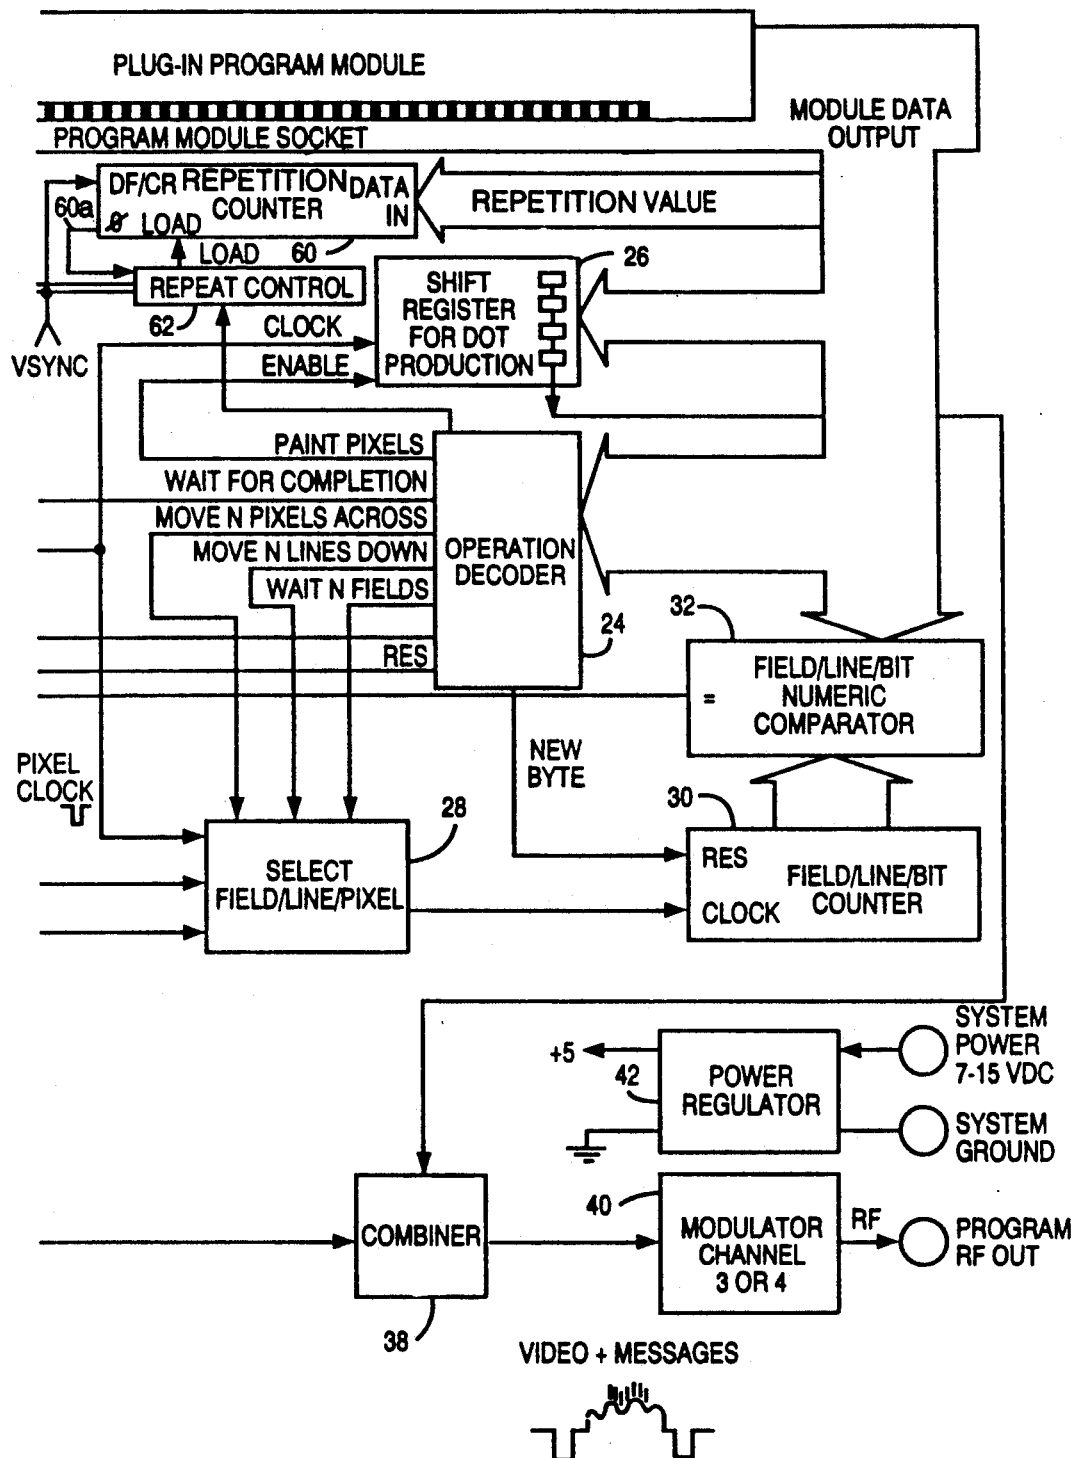 PLUG-IN PROGRAM MODULE
MODULE DATA
OUTPUT
PROGRAM MODULE SOCKET
DF/CR REPETITION DATA
COUNTER IN
60a
0 LOAD
REPETITION VALUE
LOAD
60
26
REPEAT CONTROL
62
VSYNC
SHIFT
REGISTER
FOR DOT
PRODUCTION
CLOCK
ENABLE
PAINT PIXELS
WAIT FOR COMPLETION
MOVE N PIXELS ACROSS
MOVE N LINES DOWN
WAIT N FIELDS
RES
OPERATION
DECODER
24
32
FIELD/LINE/BIT
NUMERIC
COMPARATOR
=
NEW
BYTE
PIXEL
CLOCK
28
30
SELECT
FIELD/LINE/PIXEL
RES
CLOCK
FIELD/LINE/BIT
COUNTER
+5
42
POWER
REGULATOR
SYSTEM
POWER
7-15 VDC
SYSTEM
GROUND
COMBINER
38
40
MODULATOR
CHANNEL
3 OR 4
RF
PROGRAM
RF OUT
VIDEO + MESSAGES